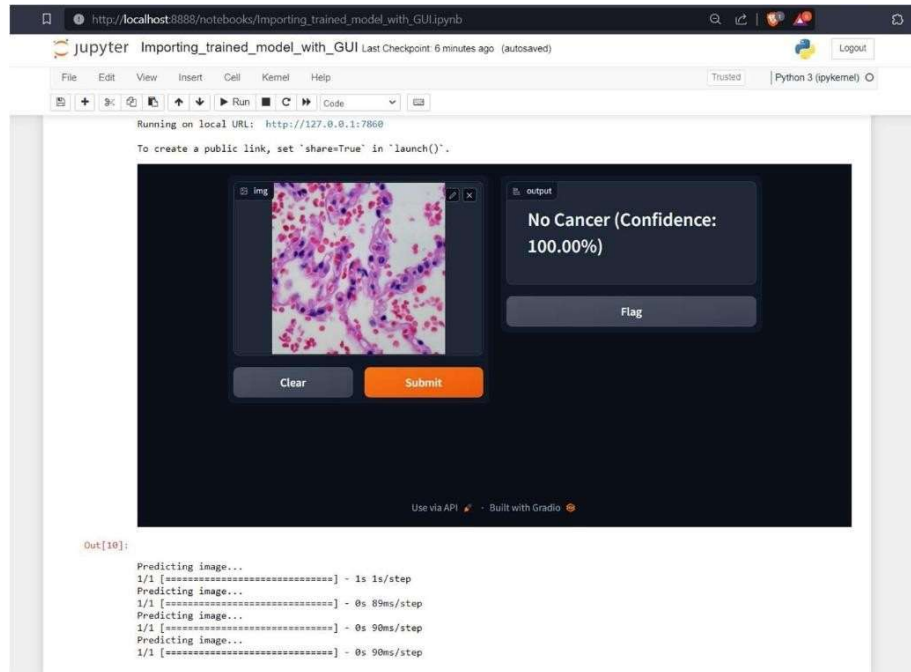 http://localhost:8888/notebooks/Importing_trained_model_with_GUI.ipynb
jupyter Importing_trained_model_with_GUI Last Checkpoint: 6 minutes ago (autosaved)
Logout
File Edit View Insert Cell Kernel Help
Trusted
Python 3 (ipykernel)
Run
Code
Running on local URL: http://127.0.0.1:7860
To create a public link, set `share=True` in `launch()`.
img
output
No Cancer (Confidence:
100.00%)
Flag
Clear
Submit
Use via API · Built with Gradio
Out[10]:
Predicting image...
1/1 [==============================] - 1s 1s/step
Predicting image...
1/1 [==============================] - 0s 89ms/step
Predicting image...
1/1 [==============================] - 0s 90ms/step
Predicting image...
1/1 [==============================] - 0s 90ms/step